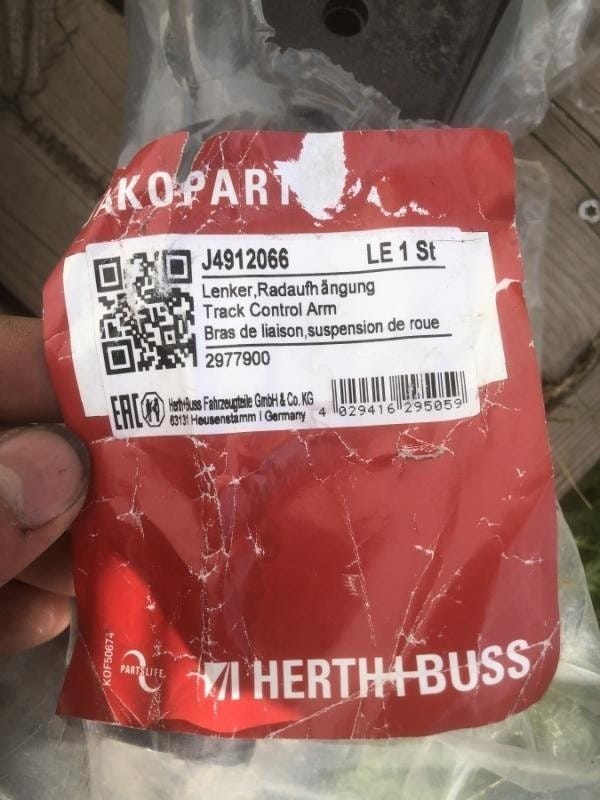 AKOPART
J4912066 LE 1 St
Lenker,Radaufhängung
Track Control Arm
Bras de liaison,suspension de roue
2977900
EAC Herth+Buss Fahrzeugteile GmbH & Co. KG
63131 Heusenstamm I Germany
4 029416 295059
KOF50674
PARTSLIFE
HERTH+BUSS